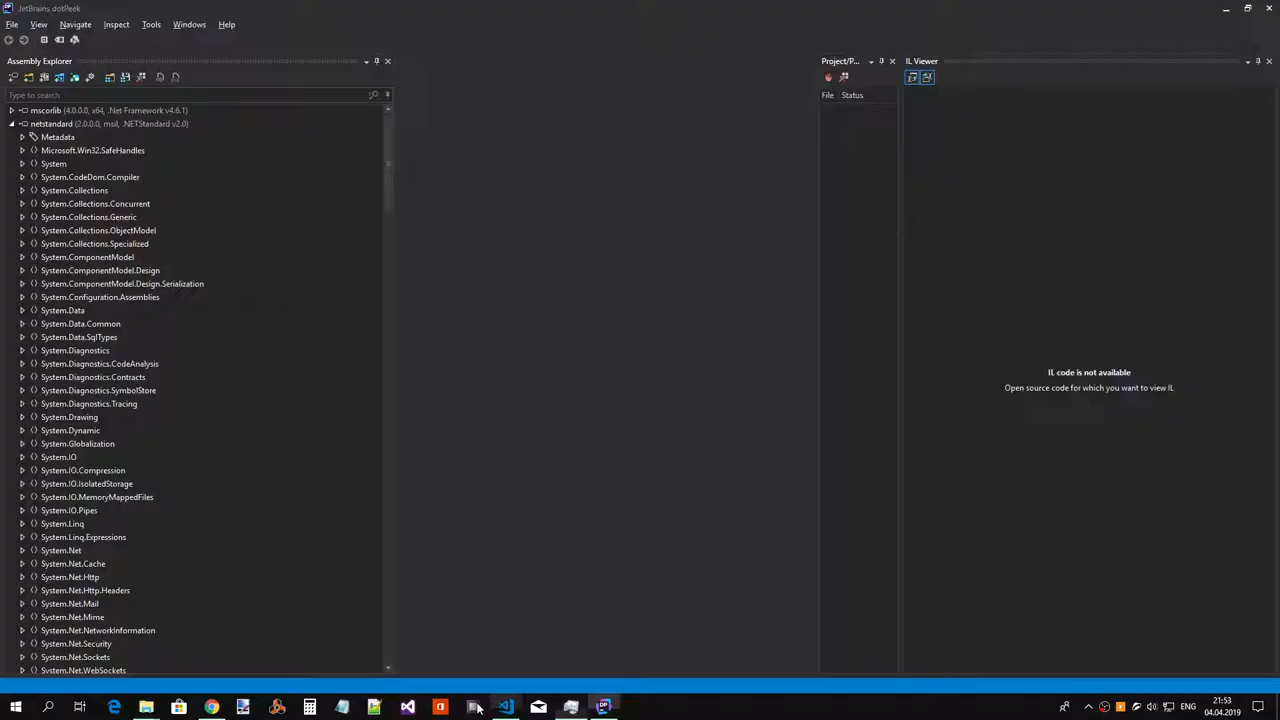 JetBrains dotPeek
File View Navigate Inspect Tools Windows Help
Assembly Explorer
Project/P...
IL Viewer
Type to search
File Status
mscorlib (4.0.0.0, x64, .Net Framework v4.6.1)
netstandard (2.0.0.0, msil, .NETStandard v2.0)
Metadata
Microsoft.Win32.SafeHandles
System
System.CodeDom.Compiler
System.Collections
System.Collections.Concurrent
System.Collections.Generic
System.Collections.ObjectModel
System.Collections.Specialized
System.ComponentModel
System.ComponentModel.Design
System.ComponentModel.Design.Serialization
System.Configuration.Assemblies
System.Data
System.Data.Common
System.Data.SqlTypes
System.Diagnostics
System.Diagnostics.CodeAnalysis
System.Diagnostics.Contracts
System.Diagnostics.SymbolStore
System.Diagnostics.Tracing
System.Drawing
System.Dynamic
System.Globalization
System.IO
System.IO.Compression
System.IO.IsolatedStorage
System.IO.MemoryMappedFiles
System.IO.Pipes
System.Linq
System.Linq.Expressions
System.Net
System.Net.Cache
System.Net.Http
System.Net.Http.Headers
System.Net.Mail
System.Net.Mime
System.Net.NetworkInformation
System.Net.Security
System.Net.Sockets
System.Net.WebSockets
IL code is not available
Open source code for which you want to view IL
ENG
21:53
04.04.2019